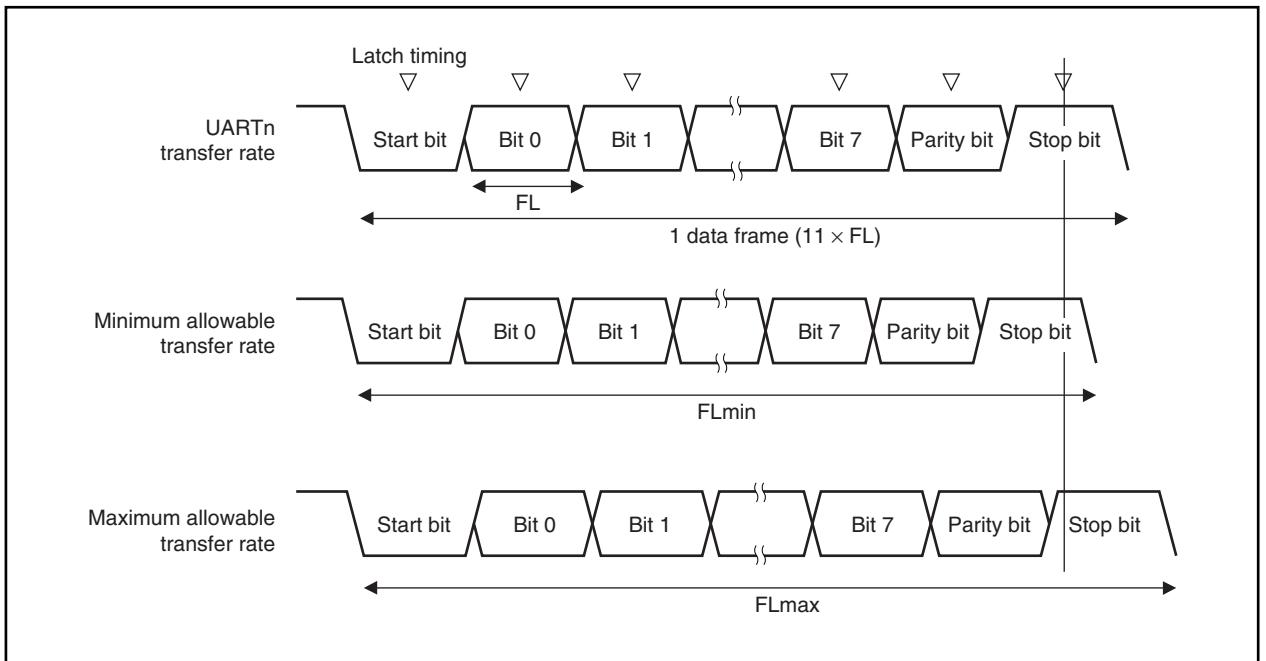 Latch timing
UARTn
transfer rate
Start bit
Bit 0
Bit 1
Bit 7
Parity bit
Stop bit
FL
1 data frame (11 × FL)
Minimum allowable
transfer rate
Start bit
Bit 0
Bit 1
Bit 7
Parity bit
Stop bit
FLmin
Maximum allowable
transfer rate
Start bit
Bit 0
Bit 1
Bit 7
Parity bit
Stop bit
FLmax